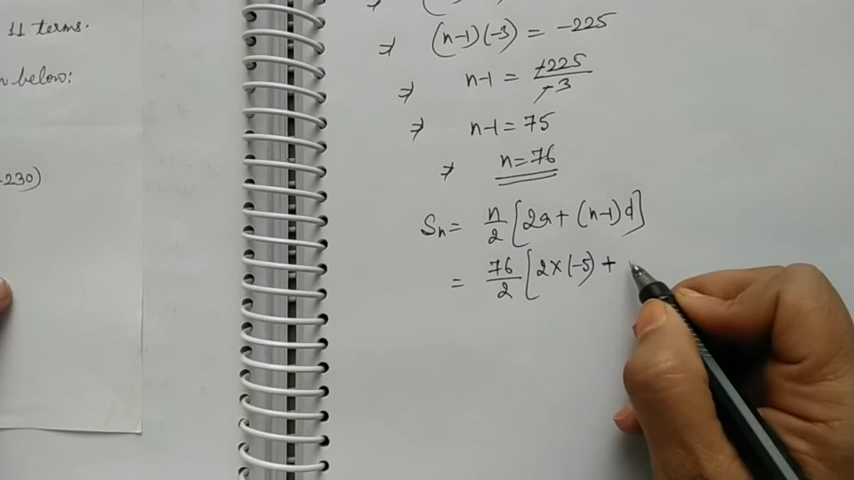 11 terms.
below:
-230)
⇒ (n-1)(-3) = -225
⇒ n-1 = -225/-3
⇒ n-1 = 75
⇒ n=76
Sn = n/2 [2a + (n-1)d]
= 76/2 [2×(-5) +